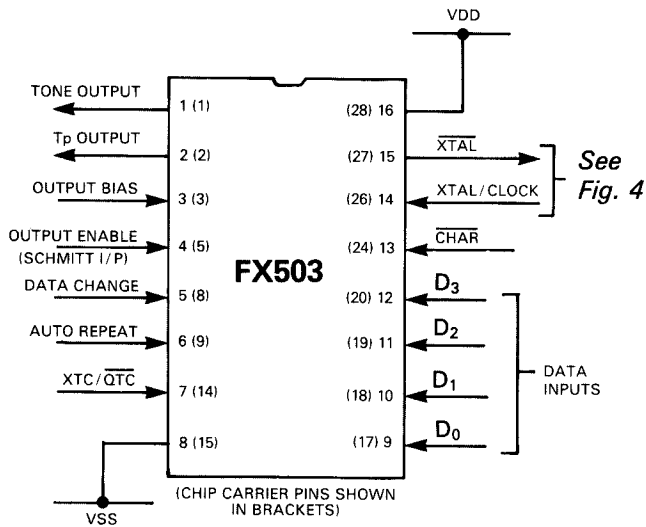 VDD
TONE OUTPUT
1 (1)
(28) 16
Tp OUTPUT
2 (2)
(27) 15
XTAL
See
Fig. 4
OUTPUT BIAS
3 (3)
(26) 14
XTAL/CLOCK
OUTPUT ENABLE
(SCHMITT I/P)
4 (5)
(24) 13
CHAR
FX503
DATA CHANGE
5 (8)
(20) 12
D3
AUTO REPEAT
6 (9)
(19) 11
D2
DATA
INPUTS
XTC/QTC
7 (14)
(18) 10
D1
8 (15)
(17) 9
D0
(CHIP CARRIER PINS SHOWN
IN BRACKETS)
VSS